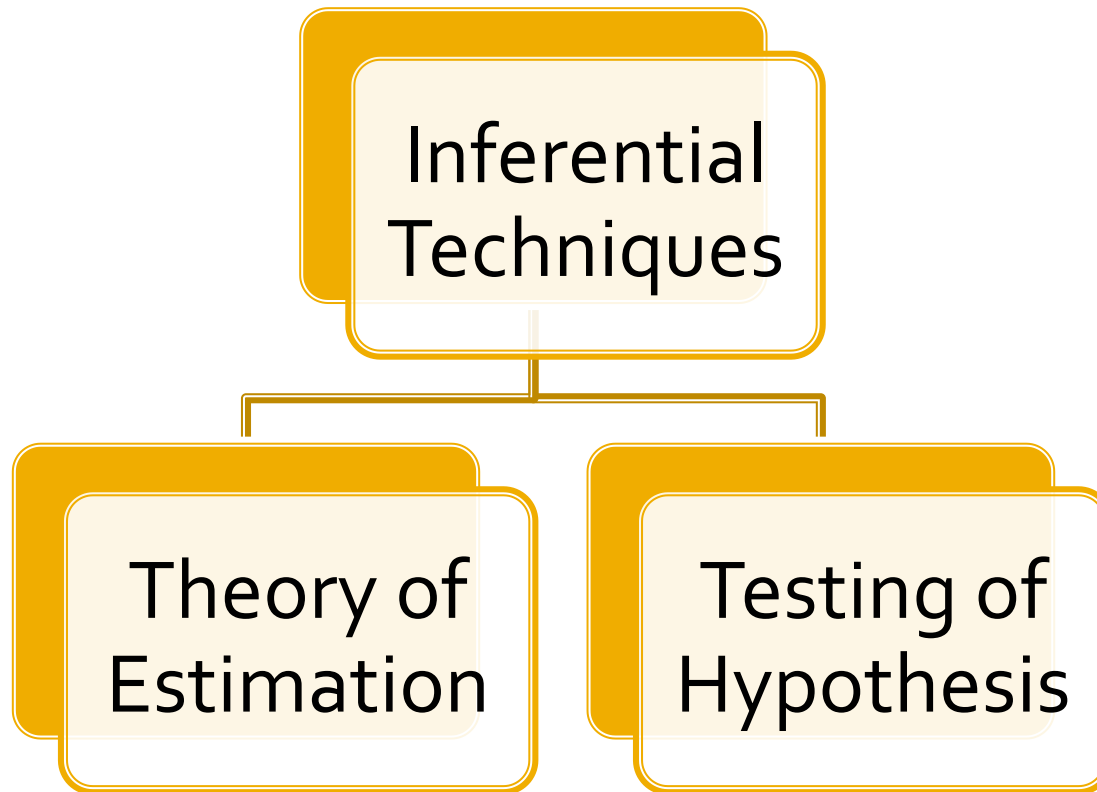 Inferential
Techniques
Theory of
Estimation
Testing of
Hypothesis